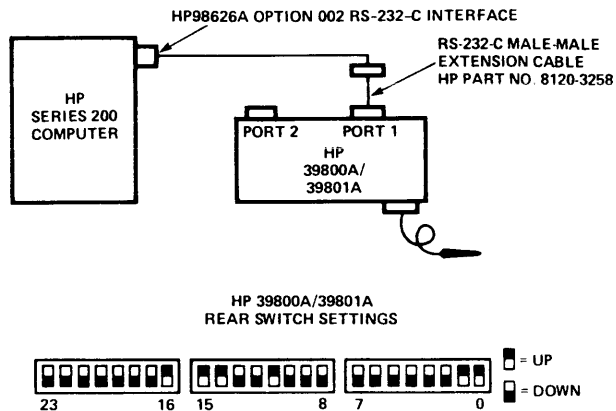 HP98626A OPTION 002 RS-232-C INTERFACE
RS-232-C MALE-MALE
EXTENSION CABLE
HP PART NO. 8120-3258
HP
SERIES 200
COMPUTER
PORT 2
PORT 1
HP
39800A/
39801A
HP 39800A/39801A
REAR SWITCH SETTINGS
23
16
15
8
7
0
= UP
= DOWN